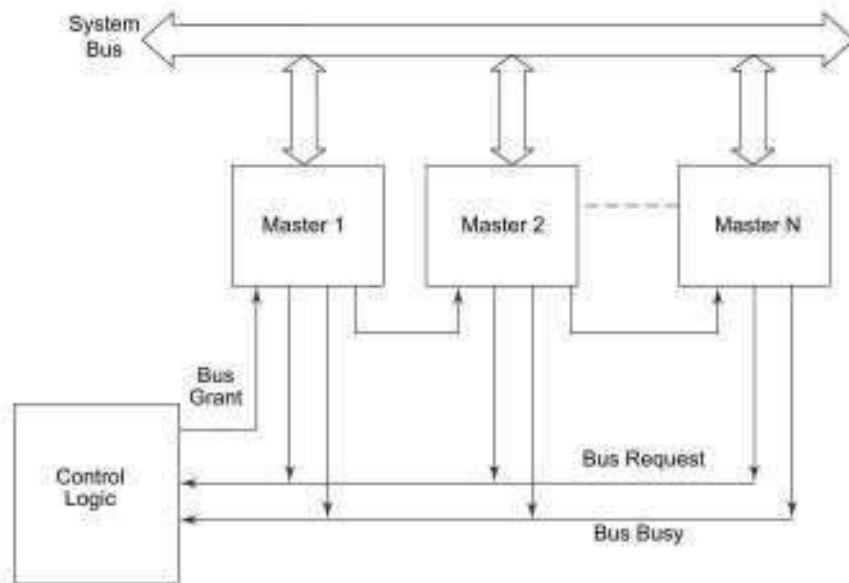 System
Bus
Master 1
Master 2
Master N
Bus
Grant
Control
Logic
Bus Request
Bus Busy